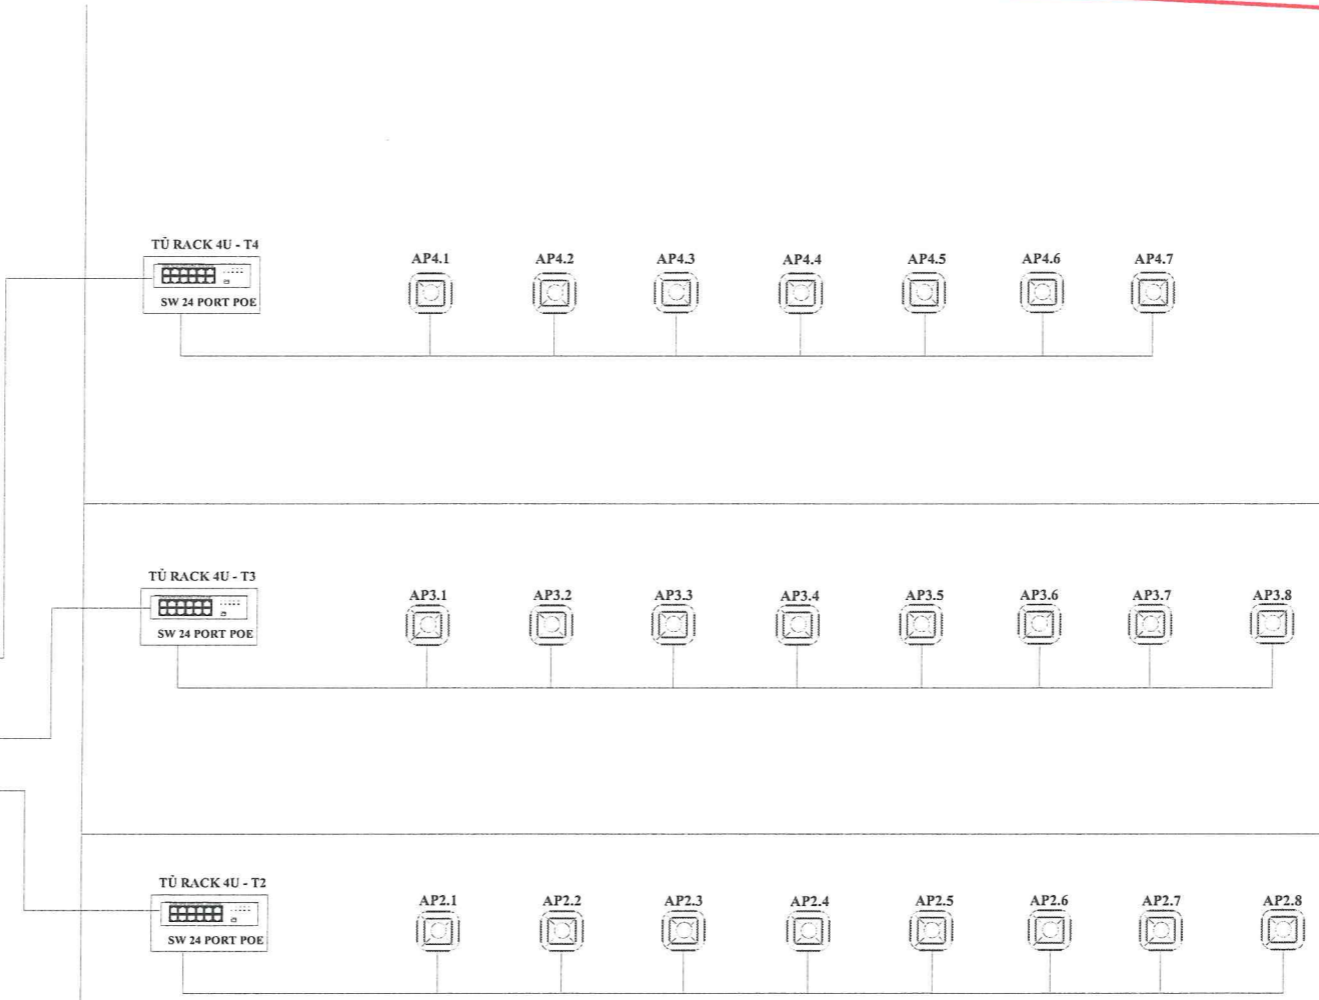 TỦ RACK 4U - T4
AP4.1 AP4.2 AP4.3 AP4.4 AP4.5 AP4.6 AP4.7
SW 24 PORT POE
TỦ RACK 4U - T3
AP3.1 AP3.2 AP3.3 AP3.4 AP3.5 AP3.6 AP3.7 AP3.8
SW 24 PORT POE
TỦ RACK 4U - T2
AP2.1 AP2.2 AP2.3 AP2.4 AP2.5 AP2.6 AP2.7 AP2.8
SW 24 PORT POE